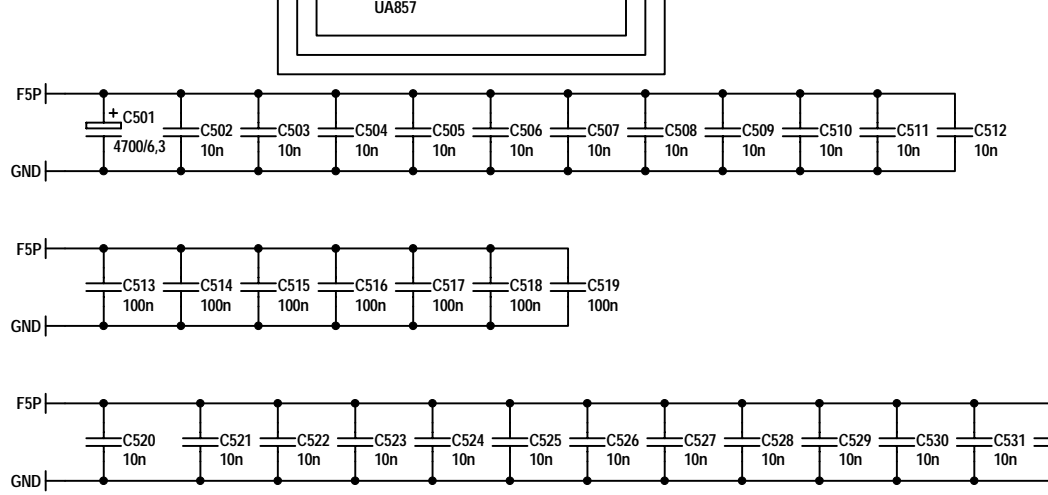 UA857
F5P
+ C501
4700/6,3
C502 C503 C504 C505 C506 C507 C508 C509 C510 C511 C512
10n 10n 10n 10n 10n 10n 10n 10n 10n 10n 10n
GND
F5P
C513 C514 C515 C516 C517 C518 C519
100n 100n 100n 100n 100n 100n 100n
GND
F5P
C520 C521 C522 C523 C524 C525 C526 C527 C528 C529 C530 C531
10n 10n 10n 10n 10n 10n 10n 10n 10n 10n 10n 10n
GND